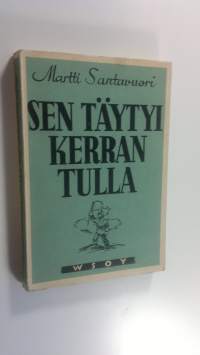 Martti Santavuori
SEN TÄYTYI
KERRAN
TULLA
WSOY